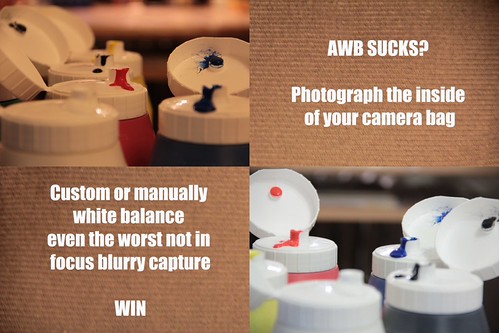 AWB SUCKS?
Photograph the inside
of your camera bag
Custom or manually
white balance
even the worst not in
focus blurry capture
WIN